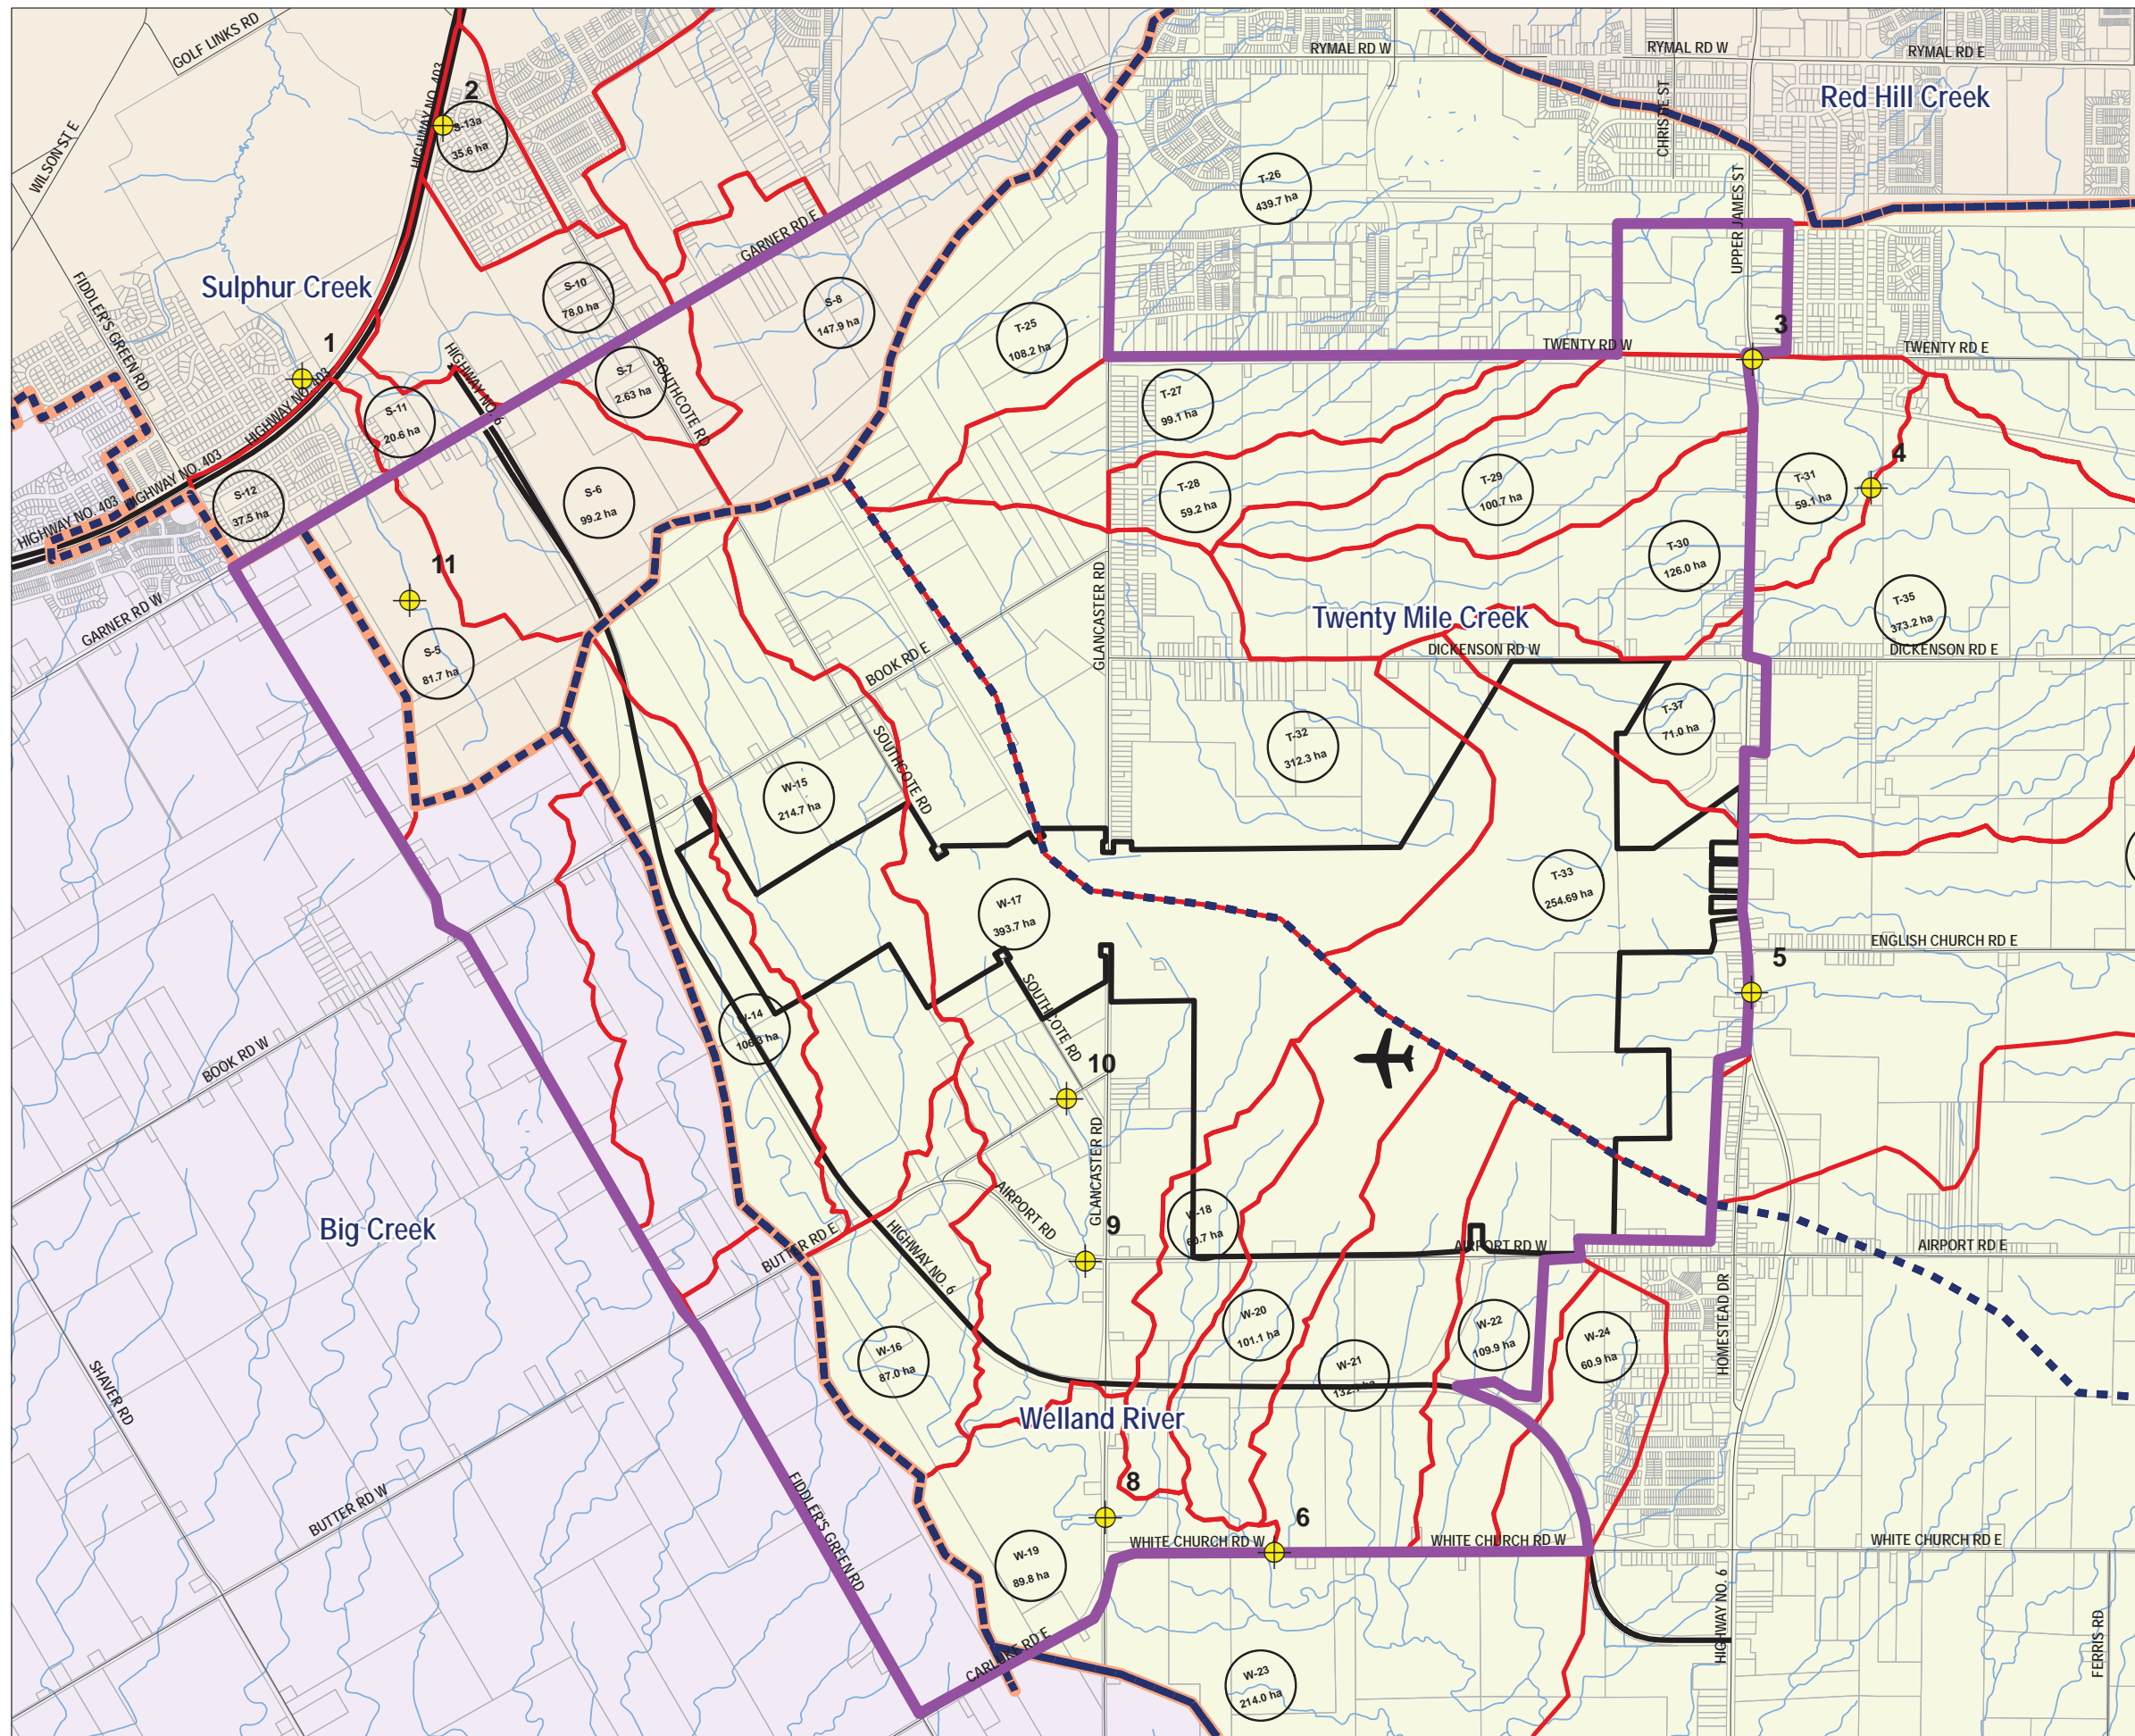 GOLF LINKS RD
RYMAL RD W
RYMAL RD W
RYMAL RD E
HIGHWAY NO. 403
2
S-13a
35.6 ha
WILSON ST E
CHRISTIE ST
Red Hill Creek
T-26
439.7 ha
UPPER JAMES ST
GARNER RD E
Sulphur Creek
FIDDLER'S GREEN RD
S-10
78.0 ha
S-8
147.9 ha
T-25
108.2 ha
1
3
TWENTY RD W
TWENTY RD E
HIGHWAY NO. 6
S-7
2.63 ha
SOUTHCOTE RD
HIGHWAY NO. 403
S-11
20.6 ha
T-27
99.1 ha
4
HIGHWAY NO. 403
HIGHWAY NO. 403
S-12
37.5 ha
S-6
99.2 ha
T-28
59.2 ha
T-29
100.7 ha
T-31
59.1 ha
T-30
126.0 ha
11
GARNER RD W
GLANCASTER RD
Twenty Mile Creek
T-35
373.2 ha
S-5
81.7 ha
BOOK RD E
DICKENSON RD W
DICKENSON RD E
T-37
71.0 ha
T-32
312.3 ha
SOUTHCOTE RD
W-15
214.7 ha
T-33
254.69 ha
W-17
393.7 ha
ENGLISH CHURCH RD E
5
W-14
106.3 ha
SOUTHCOTE RD
BOOK RD W
10
GLANCASTER RD
Big Creek
AIRPORT RD
9
W-18
60.7 ha
BUTTER RD E
HIGHWAY NO. 6
AIRPORT RD W
AIRPORT RD E
HOMESTEAD DR
W-20
101.1 ha
W-22
109.9 ha
W-24
60.9 ha
W-16
87.0 ha
W-21
SHAVER RD
Welland River
8
6
FIDDLER'S GREEN RD
BUTTER RD W
WHITE CHURCH RD W
WHITE CHURCH RD W
WHITE CHURCH RD E
W-19
89.8 ha
HIGHWAY NO. 6
FERRIS RD
CARLUKE RD E
W-23
214.0 ha